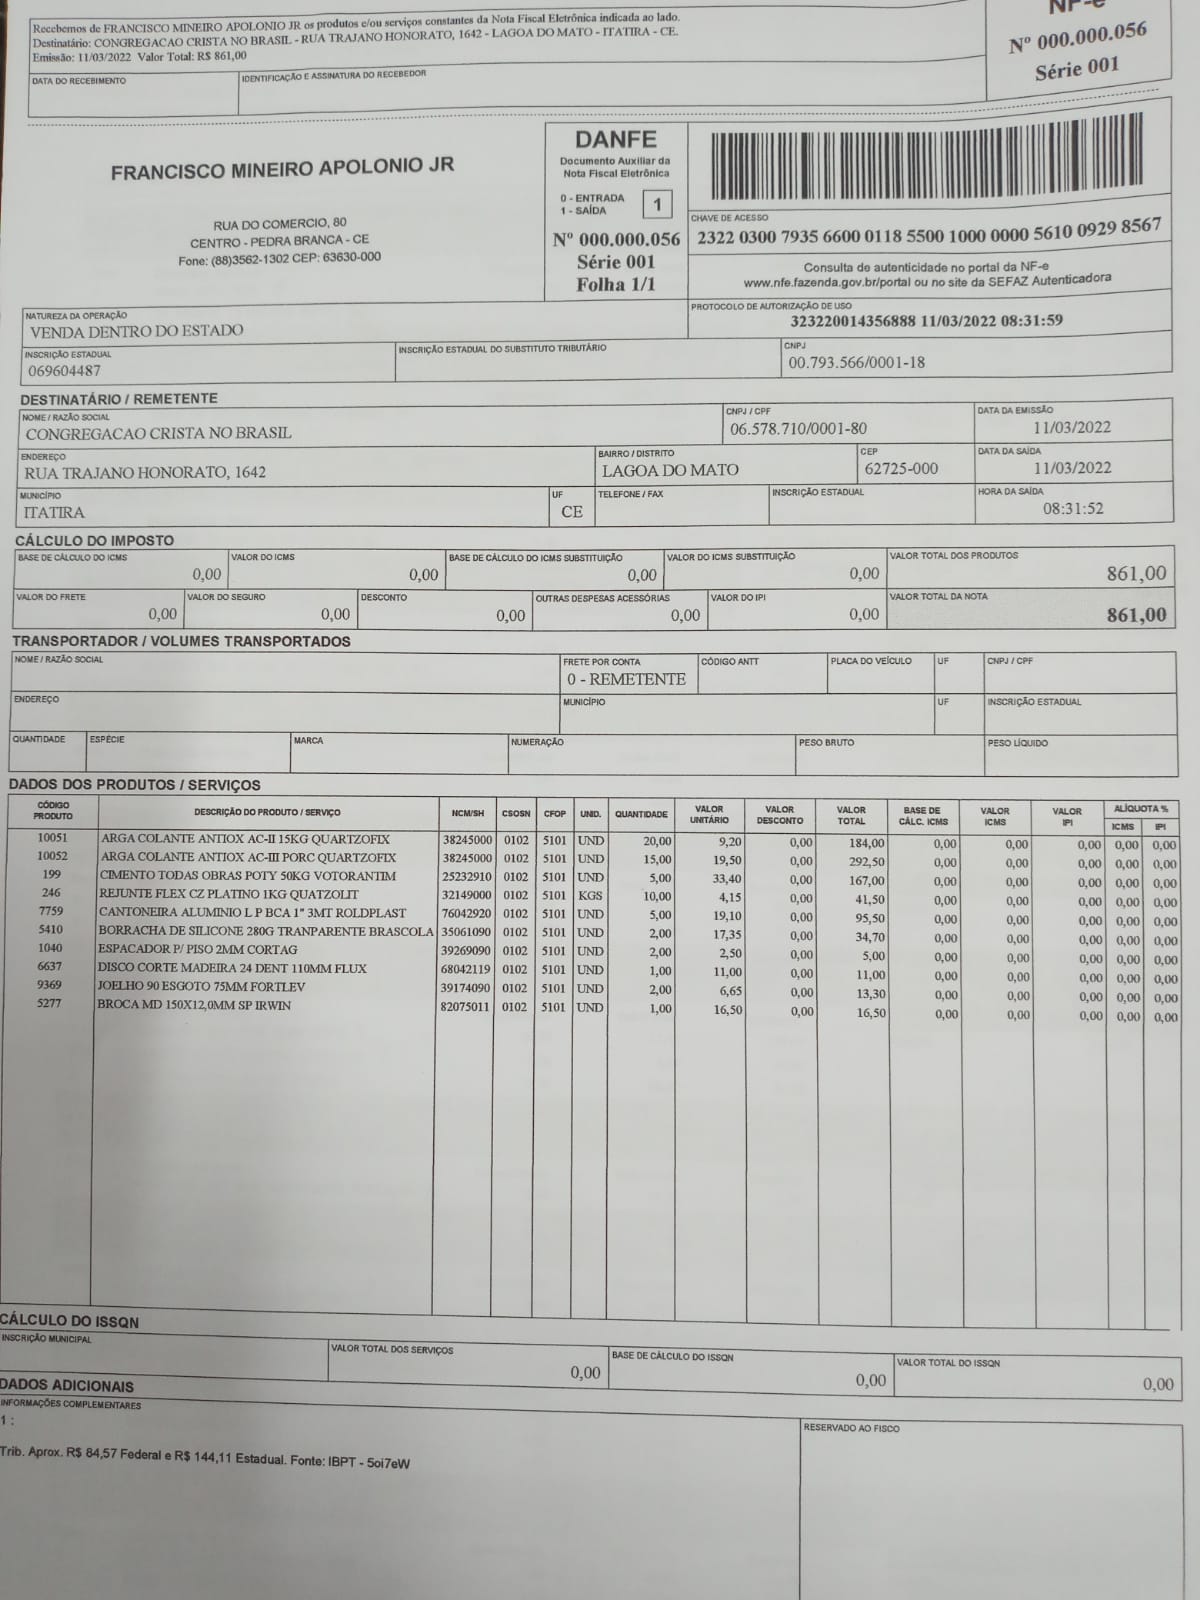 Recebemos de FRANCISCO MINEIRO APOLONIO JR os produtos e/ou serviços constantes da Nota Fiscal Eletrônica indicada ao lado.
Destinatário: CONGREGACAO CRISTA NO BRASIL - RUA TRAJANO HONORATO, 1642 - LAGOA DO MATO - ITATIRA - CE.
Emissão: 11/03/2022 Valor Total: R$ 861,00
DATA DO RECEBIMENTO
IDENTIFICAÇÃO E ASSINATURA DO RECEBEDOR
NF-e
Nº 000.000.056
Série 001
FRANCISCO MINEIRO APOLONIO JR
RUA DO COMERCIO, 80
CENTRO - PEDRA BRANCA - CE
Fone: (88)3562-1302 CEP: 63630-000
DANFE
Documento Auxiliar da
Nota Fiscal Eletrônica
0 - ENTRADA
1 - SAÍDA
1
Nº 000.000.056
Série 001
Folha 1/1
CHAVE DE ACESSO
2322 0300 7935 6600 0118 5500 1000 0000 5610 0929 8567
Consulta de autenticidade no portal da NF-e
www.nfe.fazenda.gov.br/portal ou no site da SEFAZ Autenticadora
NATUREZA DA OPERAÇÃO
VENDA DENTRO DO ESTADO
PROTOCOLO DE AUTORIZAÇÃO DE USO
323220014356888 11/03/2022 08:31:59
INSCRIÇÃO ESTADUAL
069604487
INSCRIÇÃO ESTADUAL DO SUBSTITUTO TRIBUTÁRIO
CNPJ
00.793.566/0001-18
DESTINATÁRIO / REMETENTE
NOME / RAZÃO SOCIAL
CONGREGACAO CRISTA NO BRASIL
CNPJ / CPF
06.578.710/0001-80
DATA DA EMISSÃO
11/03/2022
ENDEREÇO
RUA TRAJANO HONORATO, 1642
BAIRRO / DISTRITO
LAGOA DO MATO
CEP
62725-000
DATA DA SAÍDA
11/03/2022
MUNICÍPIO
ITATIRA
UF
CE
TELEFONE / FAX
INSCRIÇÃO ESTADUAL
HORA DA SAÍDA
08:31:52
CÁLCULO DO IMPOSTO
BASE DE CÁLCULO DO ICMS
0,00
VALOR DO ICMS
0,00
BASE DE CÁLCULO DO ICMS SUBSTITUIÇÃO
0,00
VALOR DO ICMS SUBSTITUIÇÃO
0,00
VALOR TOTAL DOS PRODUTOS
861,00
VALOR DO FRETE
0,00
VALOR DO SEGURO
0,00
DESCONTO
0,00
OUTRAS DESPESAS ACESSÓRIAS
0,00
VALOR DO IPI
0,00
VALOR TOTAL DA NOTA
861,00
TRANSPORTADOR / VOLUMES TRANSPORTADOS
NOME / RAZÃO SOCIAL
FRETE POR CONTA
0 - REMETENTE
CÓDIGO ANTT
PLACA DO VEÍCULO
UF
CNPJ / CPF
ENDEREÇO
MUNICÍPIO
UF
INSCRIÇÃO ESTADUAL
QUANTIDADE
ESPÉCIE
MARCA
NUMERAÇÃO
PESO BRUTO
PESO LÍQUIDO
DADOS DOS PRODUTOS / SERVIÇOS
CÓDIGO PRODUTO DESCRIÇÃO DO PRODUTO / SERVIÇO NCM/SH CSOSN CFOP UNID. QUANTIDADE VALOR UNITÁRIO VALOR DESCONTO VALOR TOTAL BASE DE CÁLC. ICMS VALOR ICMS VALOR IPI ALÍQUOTA % ICMS IPI
10051 ARGA COLANTE ANTIOX AC-II 15KG QUARTZOFIX 38245000 0102 5101 UND 20,00 9,20 0,00 184,00 0,00 0,00 0,00 0,00 0,00
10052 ARGA COLANTE ANTIOX AC-III PORC QUARTZOFIX 38245000 0102 5101 UND 15,00 19,50 0,00 292,50 0,00 0,00 0,00 0,00 0,00
199 CIMENTO TODAS OBRAS POTY 50KG VOTORANTIM 25232910 0102 5101 UND 5,00 33,40 0,00 167,00 0,00 0,00 0,00 0,00 0,00
246 REJUNTE FLEX CZ PLATINO 1KG QUATZOLIT 32149000 0102 5101 KGS 10,00 4,15 0,00 41,50 0,00 0,00 0,00 0,00 0,00
7759 CANTONEIRA ALUMINIO L P BCA 1" 3MT ROLDPLAST 76042920 0102 5101 UND 5,00 19,10 0,00 95,50 0,00 0,00 0,00 0,00 0,00
5410 BORRACHA DE SILICONE 280G TRANPARENTE BRASCOLA 35061090 0102 5101 UND 2,00 17,35 0,00 34,70 0,00 0,00 0,00 0,00 0,00
1040 ESPACADOR P/ PISO 2MM CORTAG 39269090 0102 5101 UND 2,00 2,50 0,00 5,00 0,00 0,00 0,00 0,00 0,00
6637 DISCO CORTE MADEIRA 24 DENT 110MM FLUX 68042119 0102 5101 UND 1,00 11,00 0,00 11,00 0,00 0,00 0,00 0,00 0,00
9369 JOELHO 90 ESGOTO 75MM FORTLEV 39174090 0102 5101 UND 2,00 6,65 0,00 13,30 0,00 0,00 0,00 0,00 0,00
5277 BROCA MD 150X12,0MM SP IRWIN 82075011 0102 5101 UND 1,00 16,50 0,00 16,50 0,00 0,00 0,00 0,00 0,00
CÁLCULO DO ISSQN
INSCRIÇÃO MUNICIPAL
VALOR TOTAL DOS SERVIÇOS
0,00
BASE DE CÁLCULO DO ISSQN
0,00
VALOR TOTAL DO ISSQN
0,00
DADOS ADICIONAIS
INFORMAÇÕES COMPLEMENTARES
1 :
Trib. Aprox. R$ 84,57 Federal e R$ 144,11 Estadual. Fonte: IBPT - 5oi7eW
RESERVADO AO FISCO